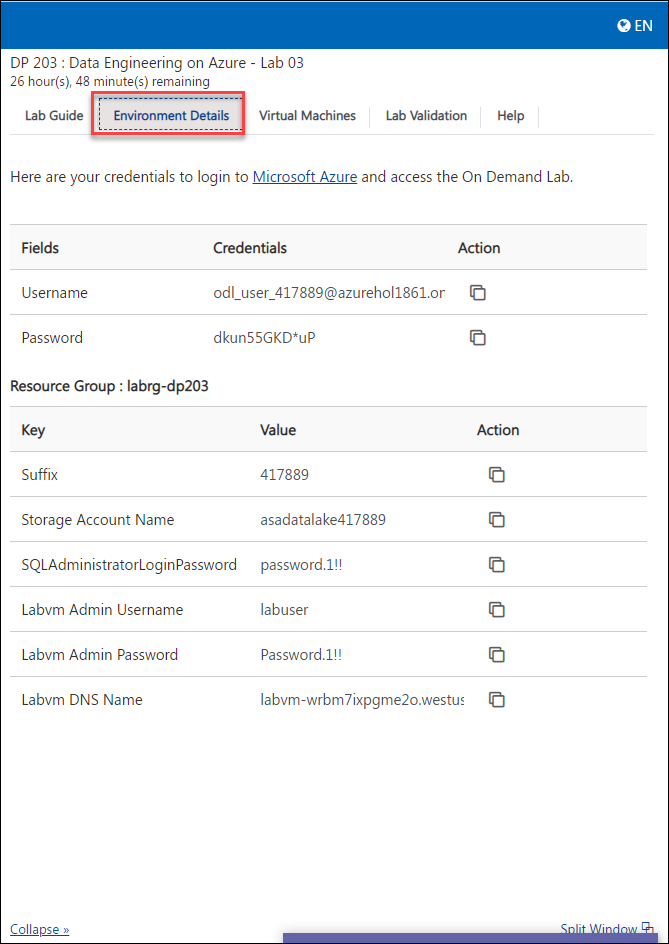 EN
DP 203 : Data Engineering on Azure - Lab 03
26 hour(s), 48 minute(s) remaining
Lab Guide Environment Details Virtual Machines Lab Validation Help
Here are your credentials to login to Microsoft Azure and access the On Demand Lab.
Fields Credentials Action
Username odl_user_417889@azurehol1861.on
Password dkun55GKD*uP
Resource Group : labrg-dp203
Key Value Action
Suffix 417889
Storage Account Name asadatalake417889
SQLAdministratorLoginPassword password.1!!
Labvm Admin Username labuser
Labvm Admin Password Password.1!!
Labvm DNS Name labvm-wrbm7ixpgme2o.westus
Collapse » Split Window